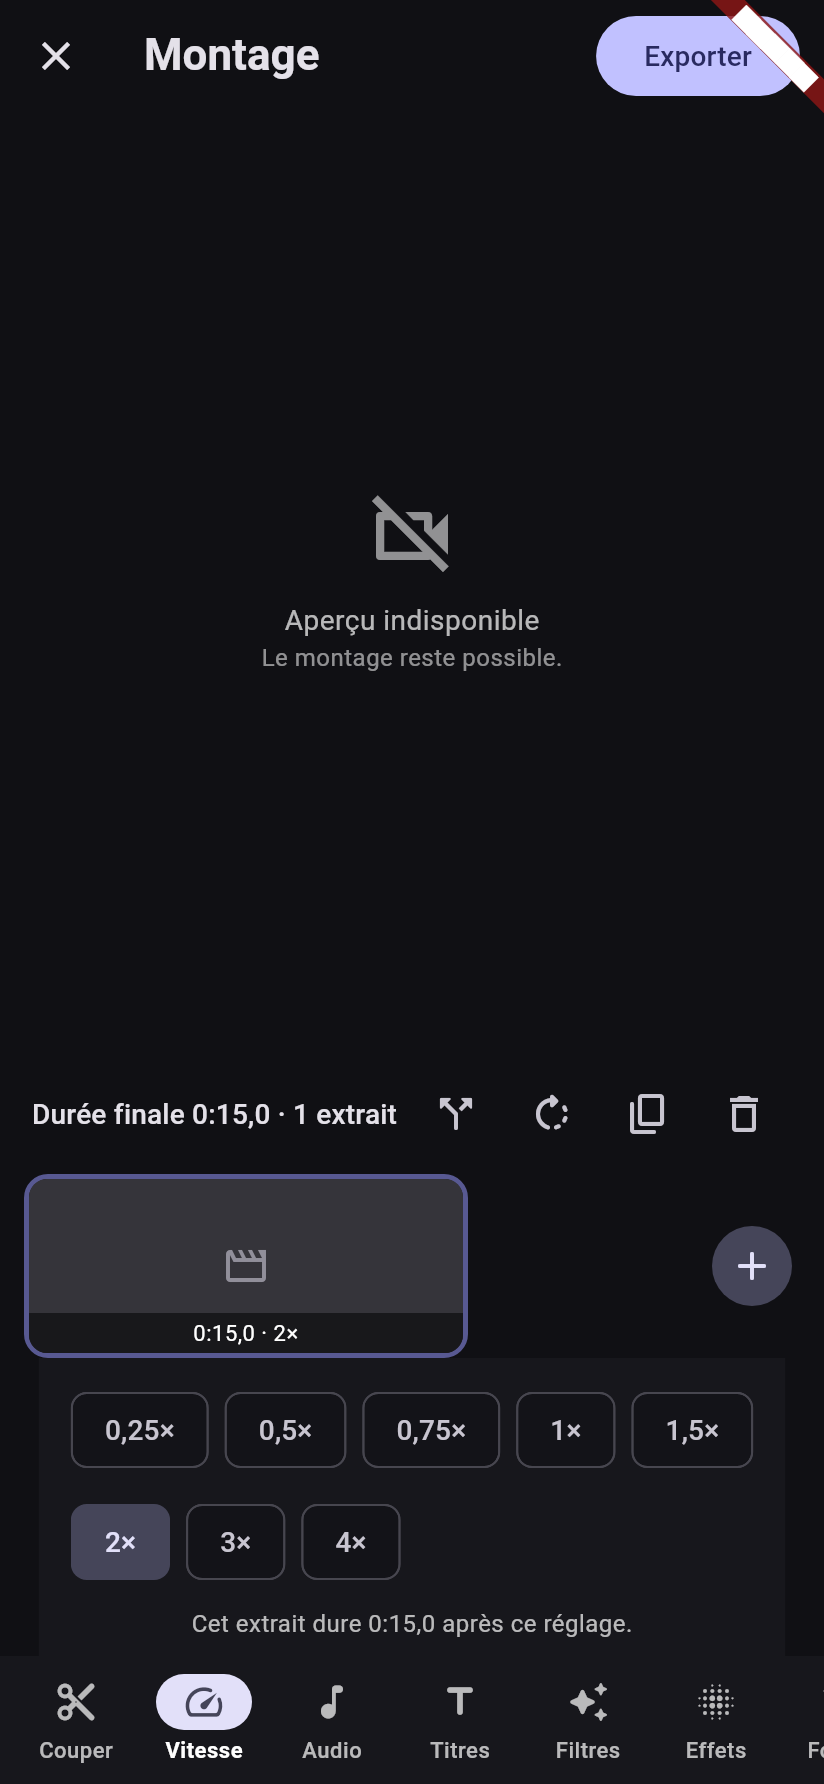 Montage
Exporter
Aperçu indisponible
Le montage reste possible.
Durée finale 0:15,0 · 1 extrait
0:15,0 · 2×
0,25×
0,5×
0,75×
1×
1,5×
2×
3×
4×
Cet extrait dure 0:15,0 après ce réglage.
Couper
Vitesse
Audio
Titres
Filtres
Effets